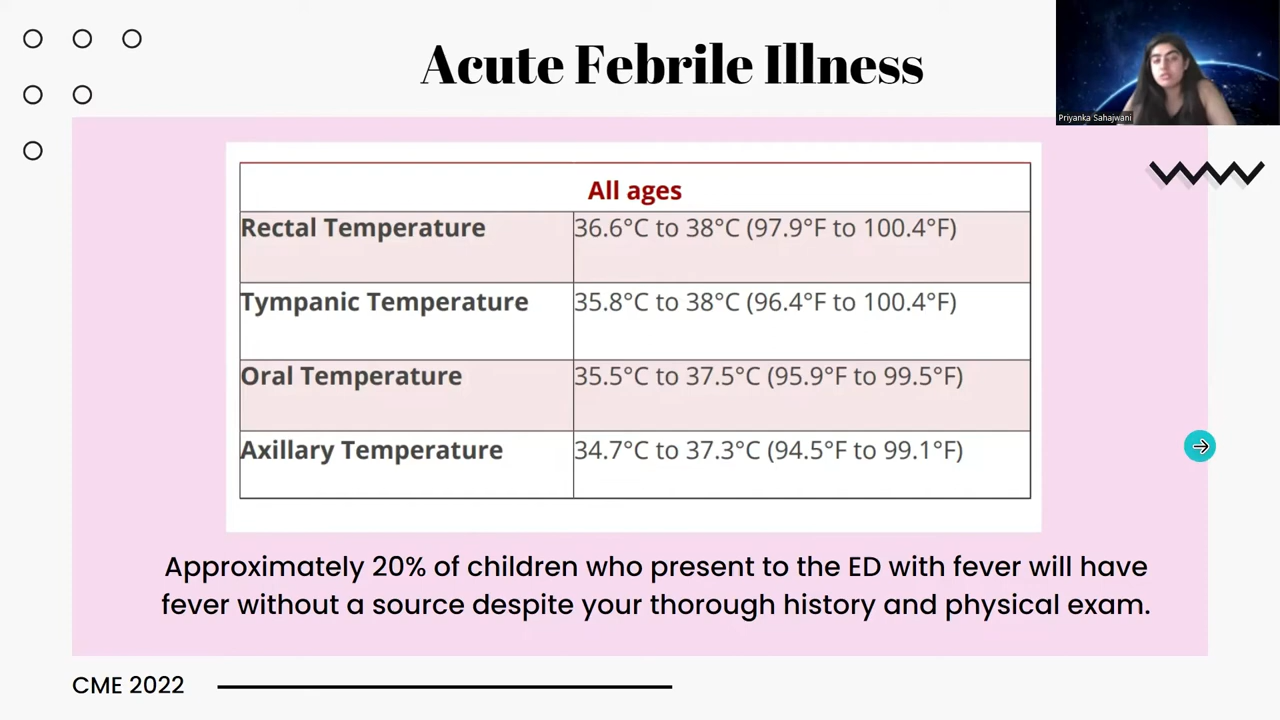 Acute Febrile Illness
Priyanka Sahajwani
All ages
Rectal Temperature 36.6°C to 38°C (97.9°F to 100.4°F)
Tympanic Temperature 35.8°C to 38°C (96.4°F to 100.4°F)
Oral Temperature 35.5°C to 37.5°C (95.9°F to 99.5°F)
Axillary Temperature 34.7°C to 37.3°C (94.5°F to 99.1°F)
Approximately 20% of children who present to the ED with fever will have
fever without a source despite your thorough history and physical exam.
CME 2022